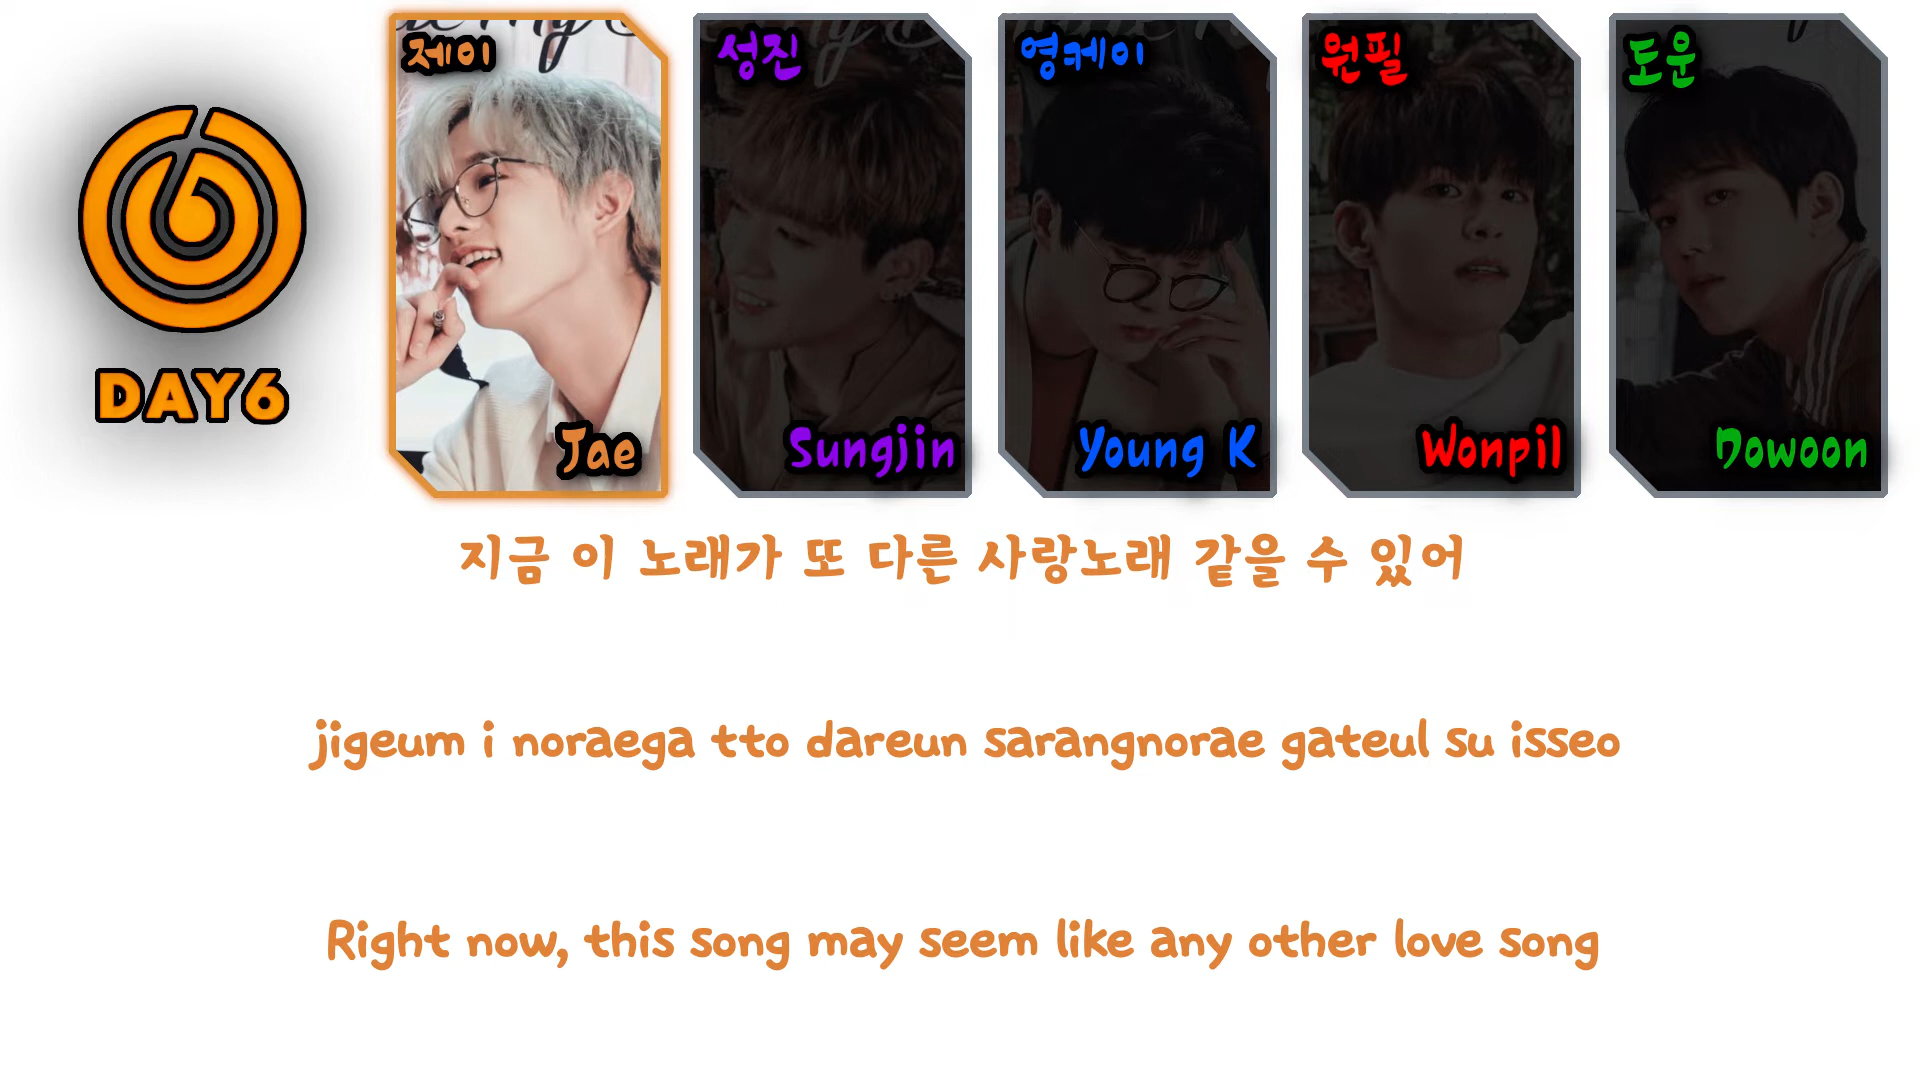 제이
성진
영케이
원필
도운
DAY6
Jae
Sungjin
Young K
Wonpil
Dowoon
지금 이 노래가 또 다른 사랑노래 같을 수 있어
jigeum i noraega tto dareun sarangnorae gateul su isseo
Right now, this song may seem like any other love song